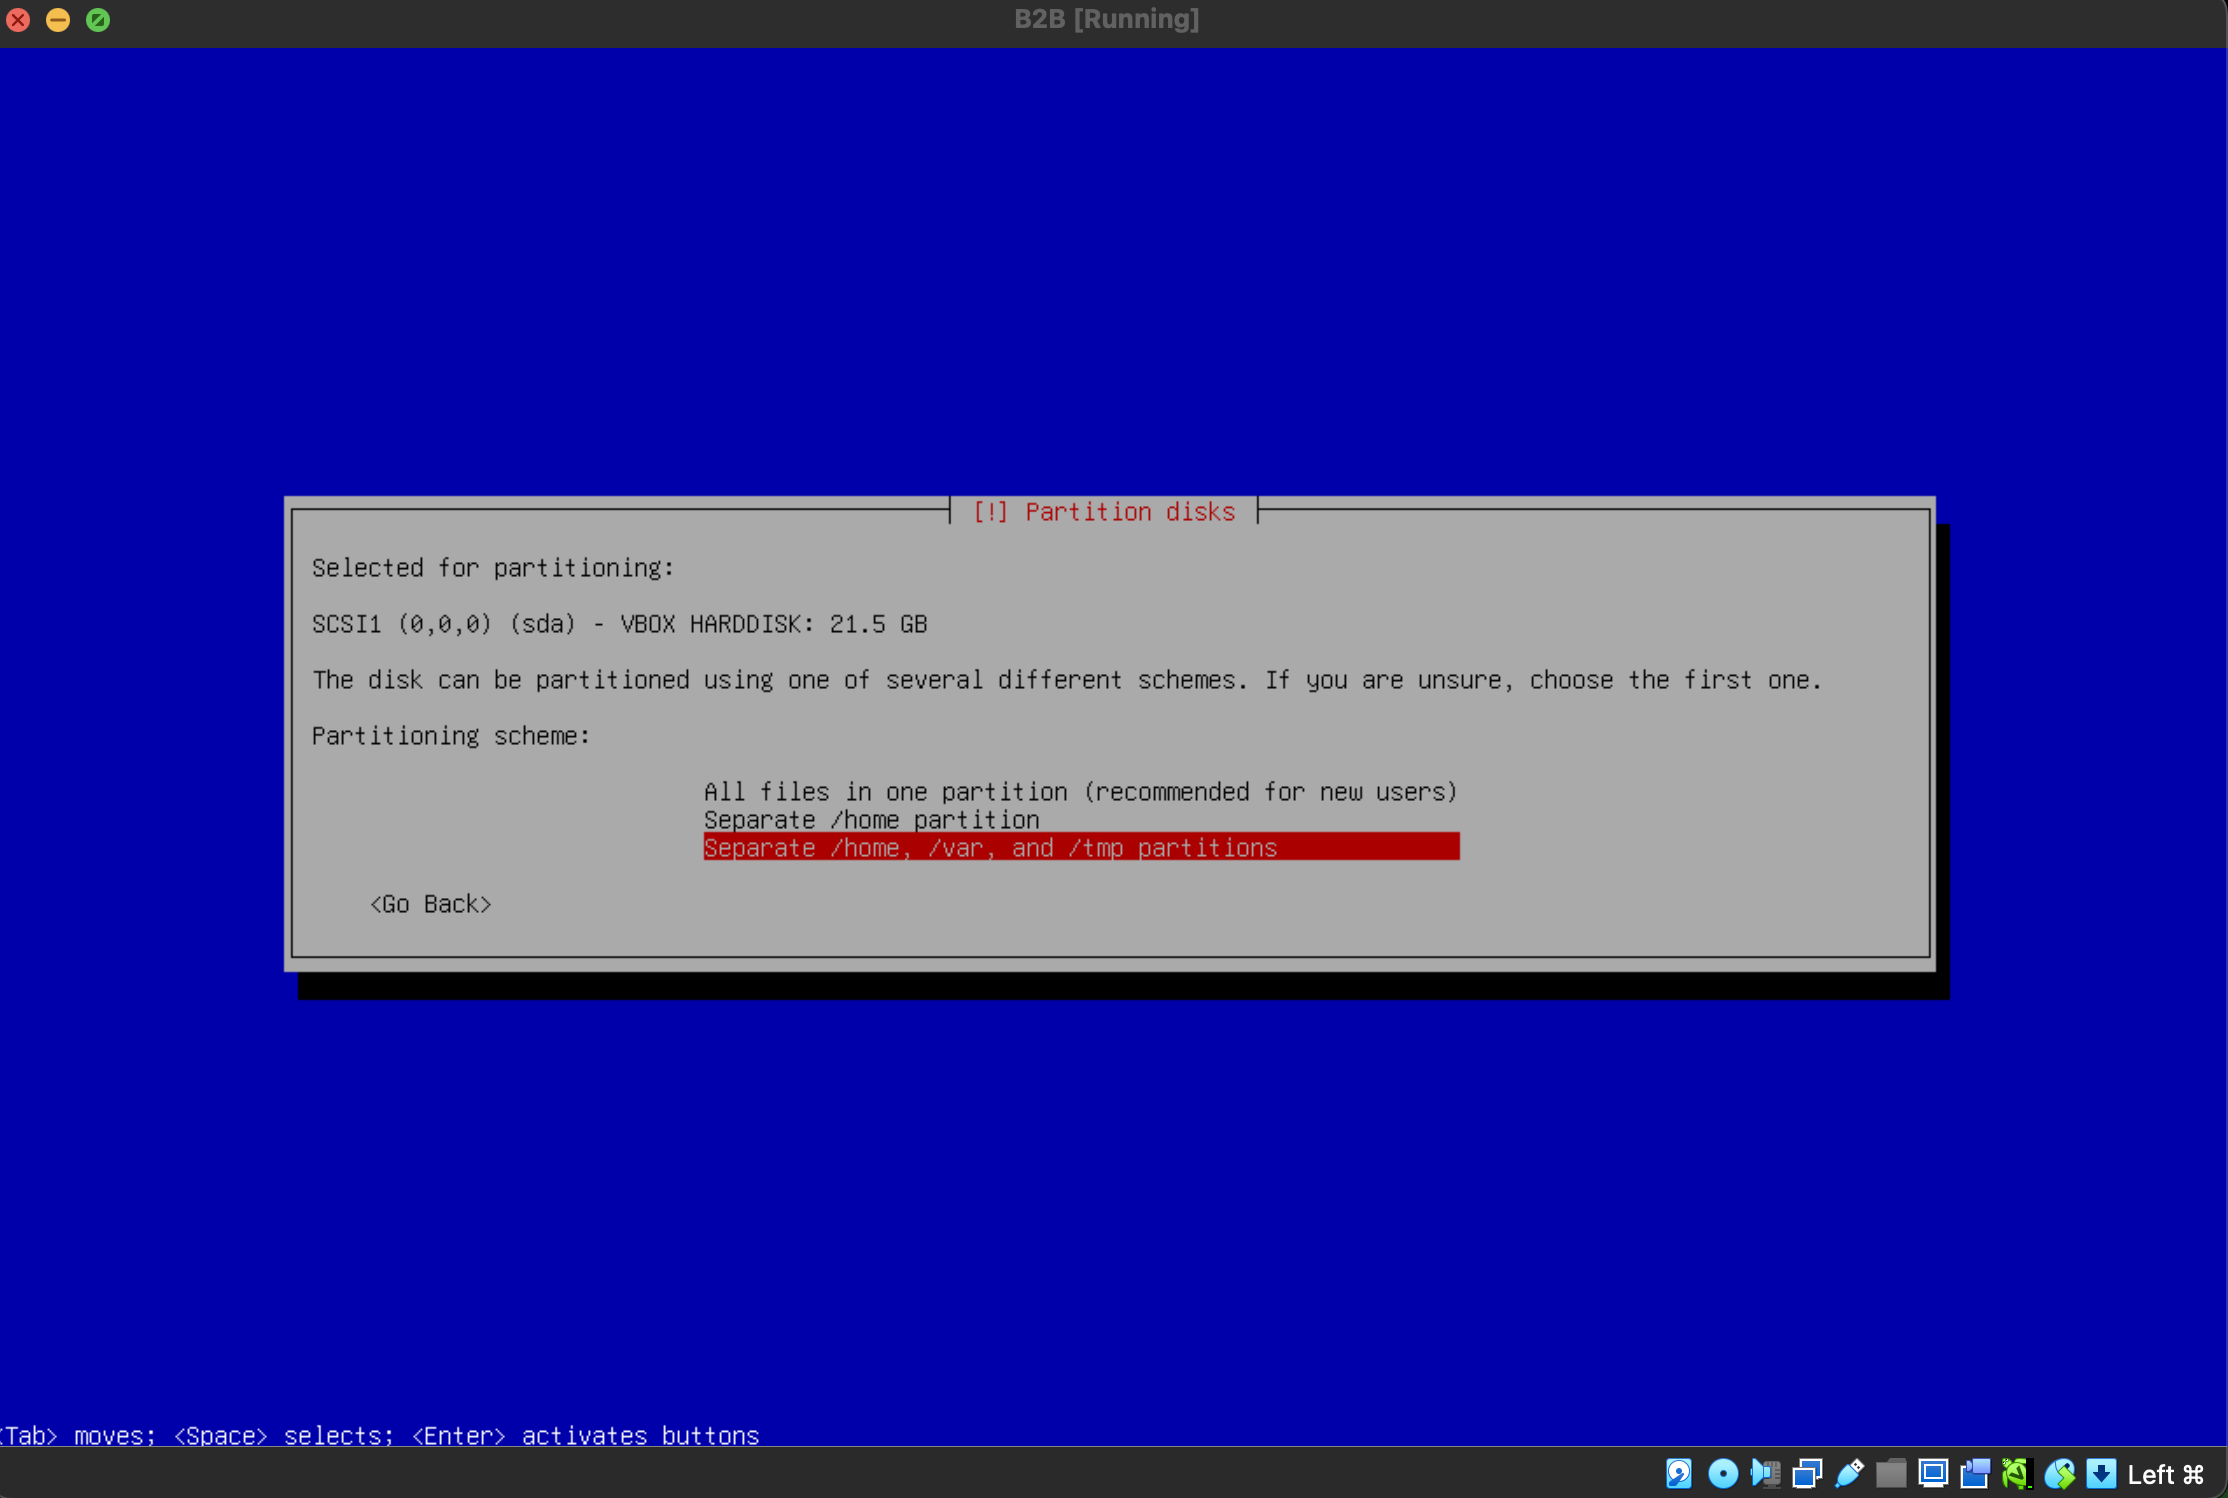 B2B [Running]
[!] Partition disks
Selected for partitioning:
SCSI1 (0,0,0) (sda) - VBOX HARDDISK: 21.5 GB
The disk can be partitioned using one of several different schemes. If you are unsure, choose the first one.
Partitioning scheme:
All files in one partition (recommended for new users)
Separate /home partition
Separate /home, /var, and /tmp partitions
<Go Back>
<Tab> moves; <Space> selects; <Enter> activates buttons
Left ⌘